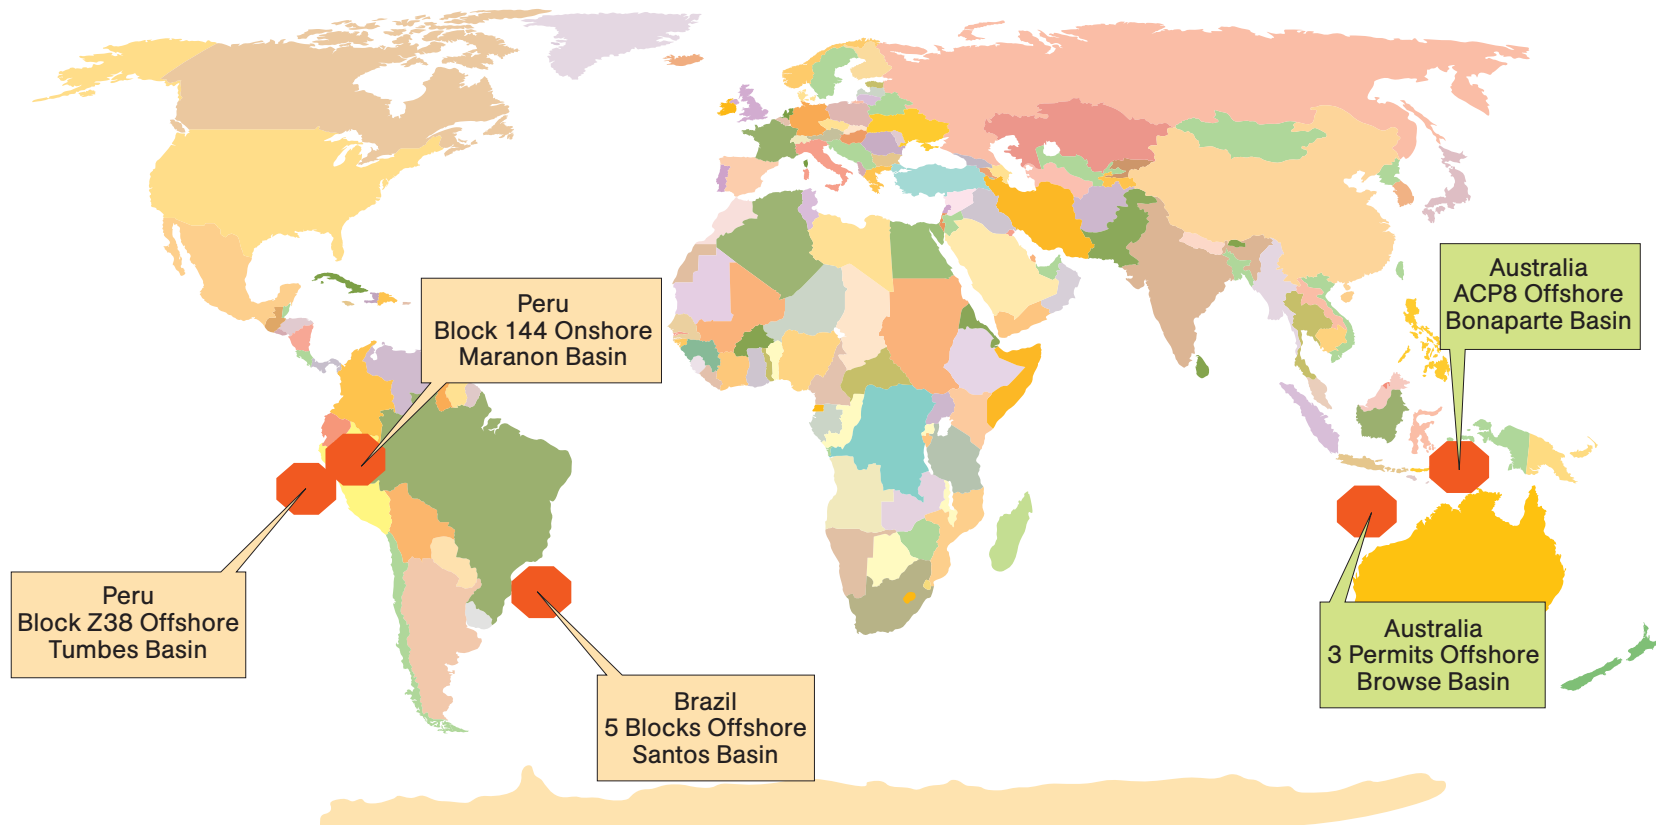 Australia
ACP8 Offshore
Bonaparte Basin
Peru
Block 144 Onshore
Maranon Basin
Peru
Block Z38 Offshore
Tumbes Basin
Australia
3 Permits Offshore
Browse Basin
Brazil
5 Blocks Offshore
Santos Basin